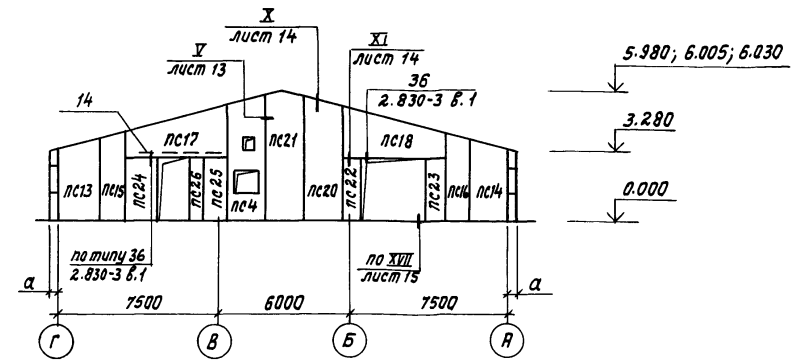 X
лист 14
V
лист 13
XI
лист 14
36
2.830-3 в.1
14
5.980; 6.005; 6.030
3.280
0.000
ПС17
ПС21
ПС18
ПС13
ПС15
ПС24
ПС26
ПС25
ПС4
ПС20
ПС22
ПС23
ПС16
ПС14
по типу 36
2.830-3 в.1
по XVII
лист 15
а
а
7500
6000
7500
Г
В
Б
А